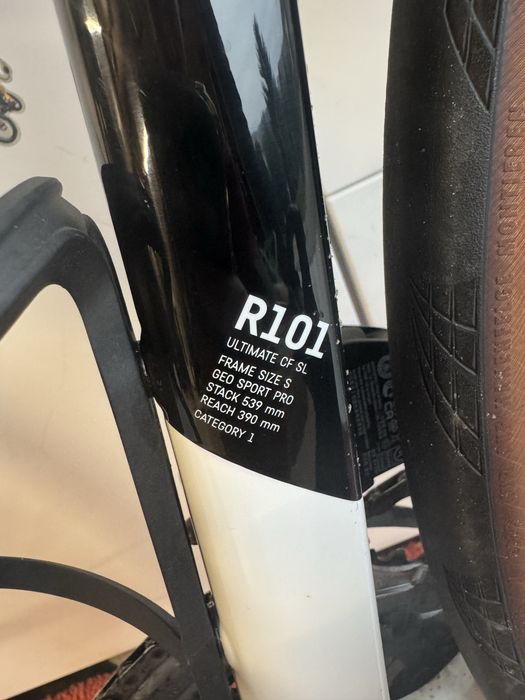 R101
ULTIMATE CF SL
FRAME SIZE S
GEO SPORT PRO
STACK 539 mm
REACH 390 mm
CATEGORY 1